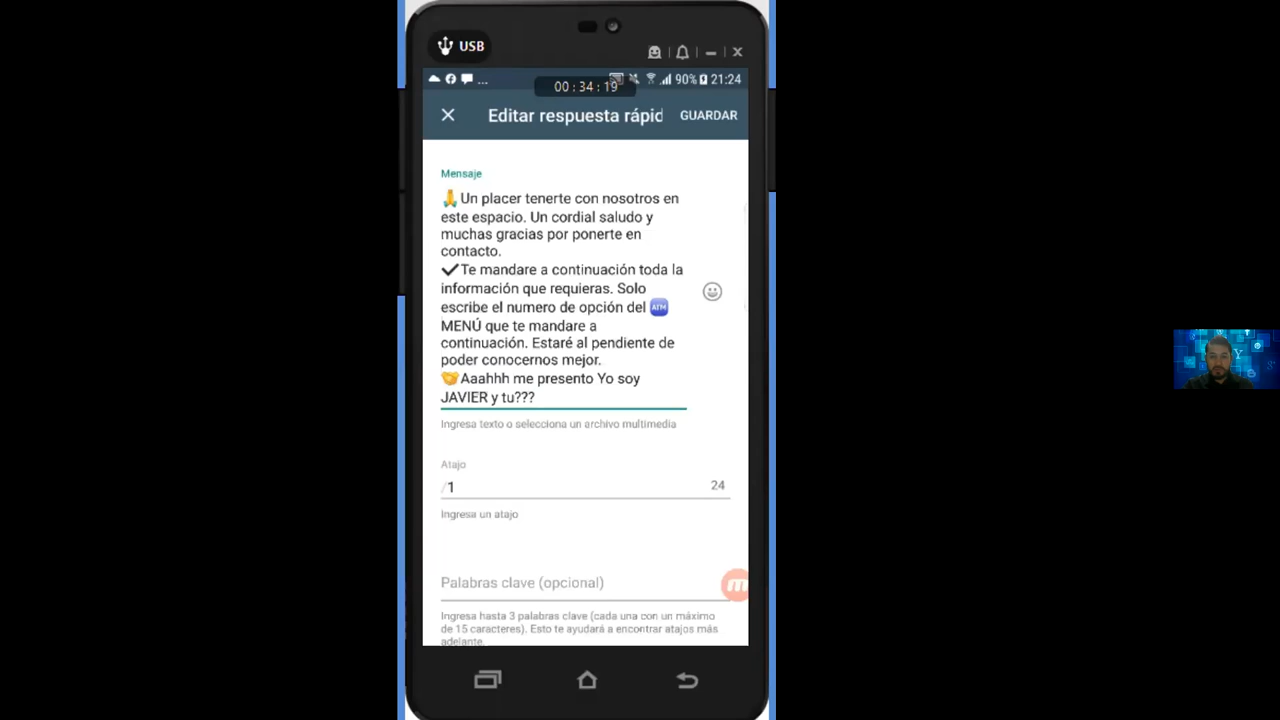 USB
... 90% 21:24
00:34:19
Editar respuesta rápid GUARDAR
Mensaje
🙏Un placer tenerte con nosotros en
este espacio. Un cordial saludo y
muchas gracias por ponerte en
contacto.
✔Te mandare a continuación toda la
información que requieras. Solo
escribe el numero de opción del 🏧
MENÚ que te mandare a
continuación. Estaré al pendiente de
poder conocernos mejor.
🤝Aaahhh me presento Yo soy
JAVIER y tu???
Ingresa texto o selecciona un archivo multimedia
Atajo
/1 24
Ingresa un atajo
Palabras clave (opcional)
Ingresa hasta 3 palabras clave (cada una con un máximo
de 15 caracteres). Esto te ayudará a encontrar atajos más
adelante.